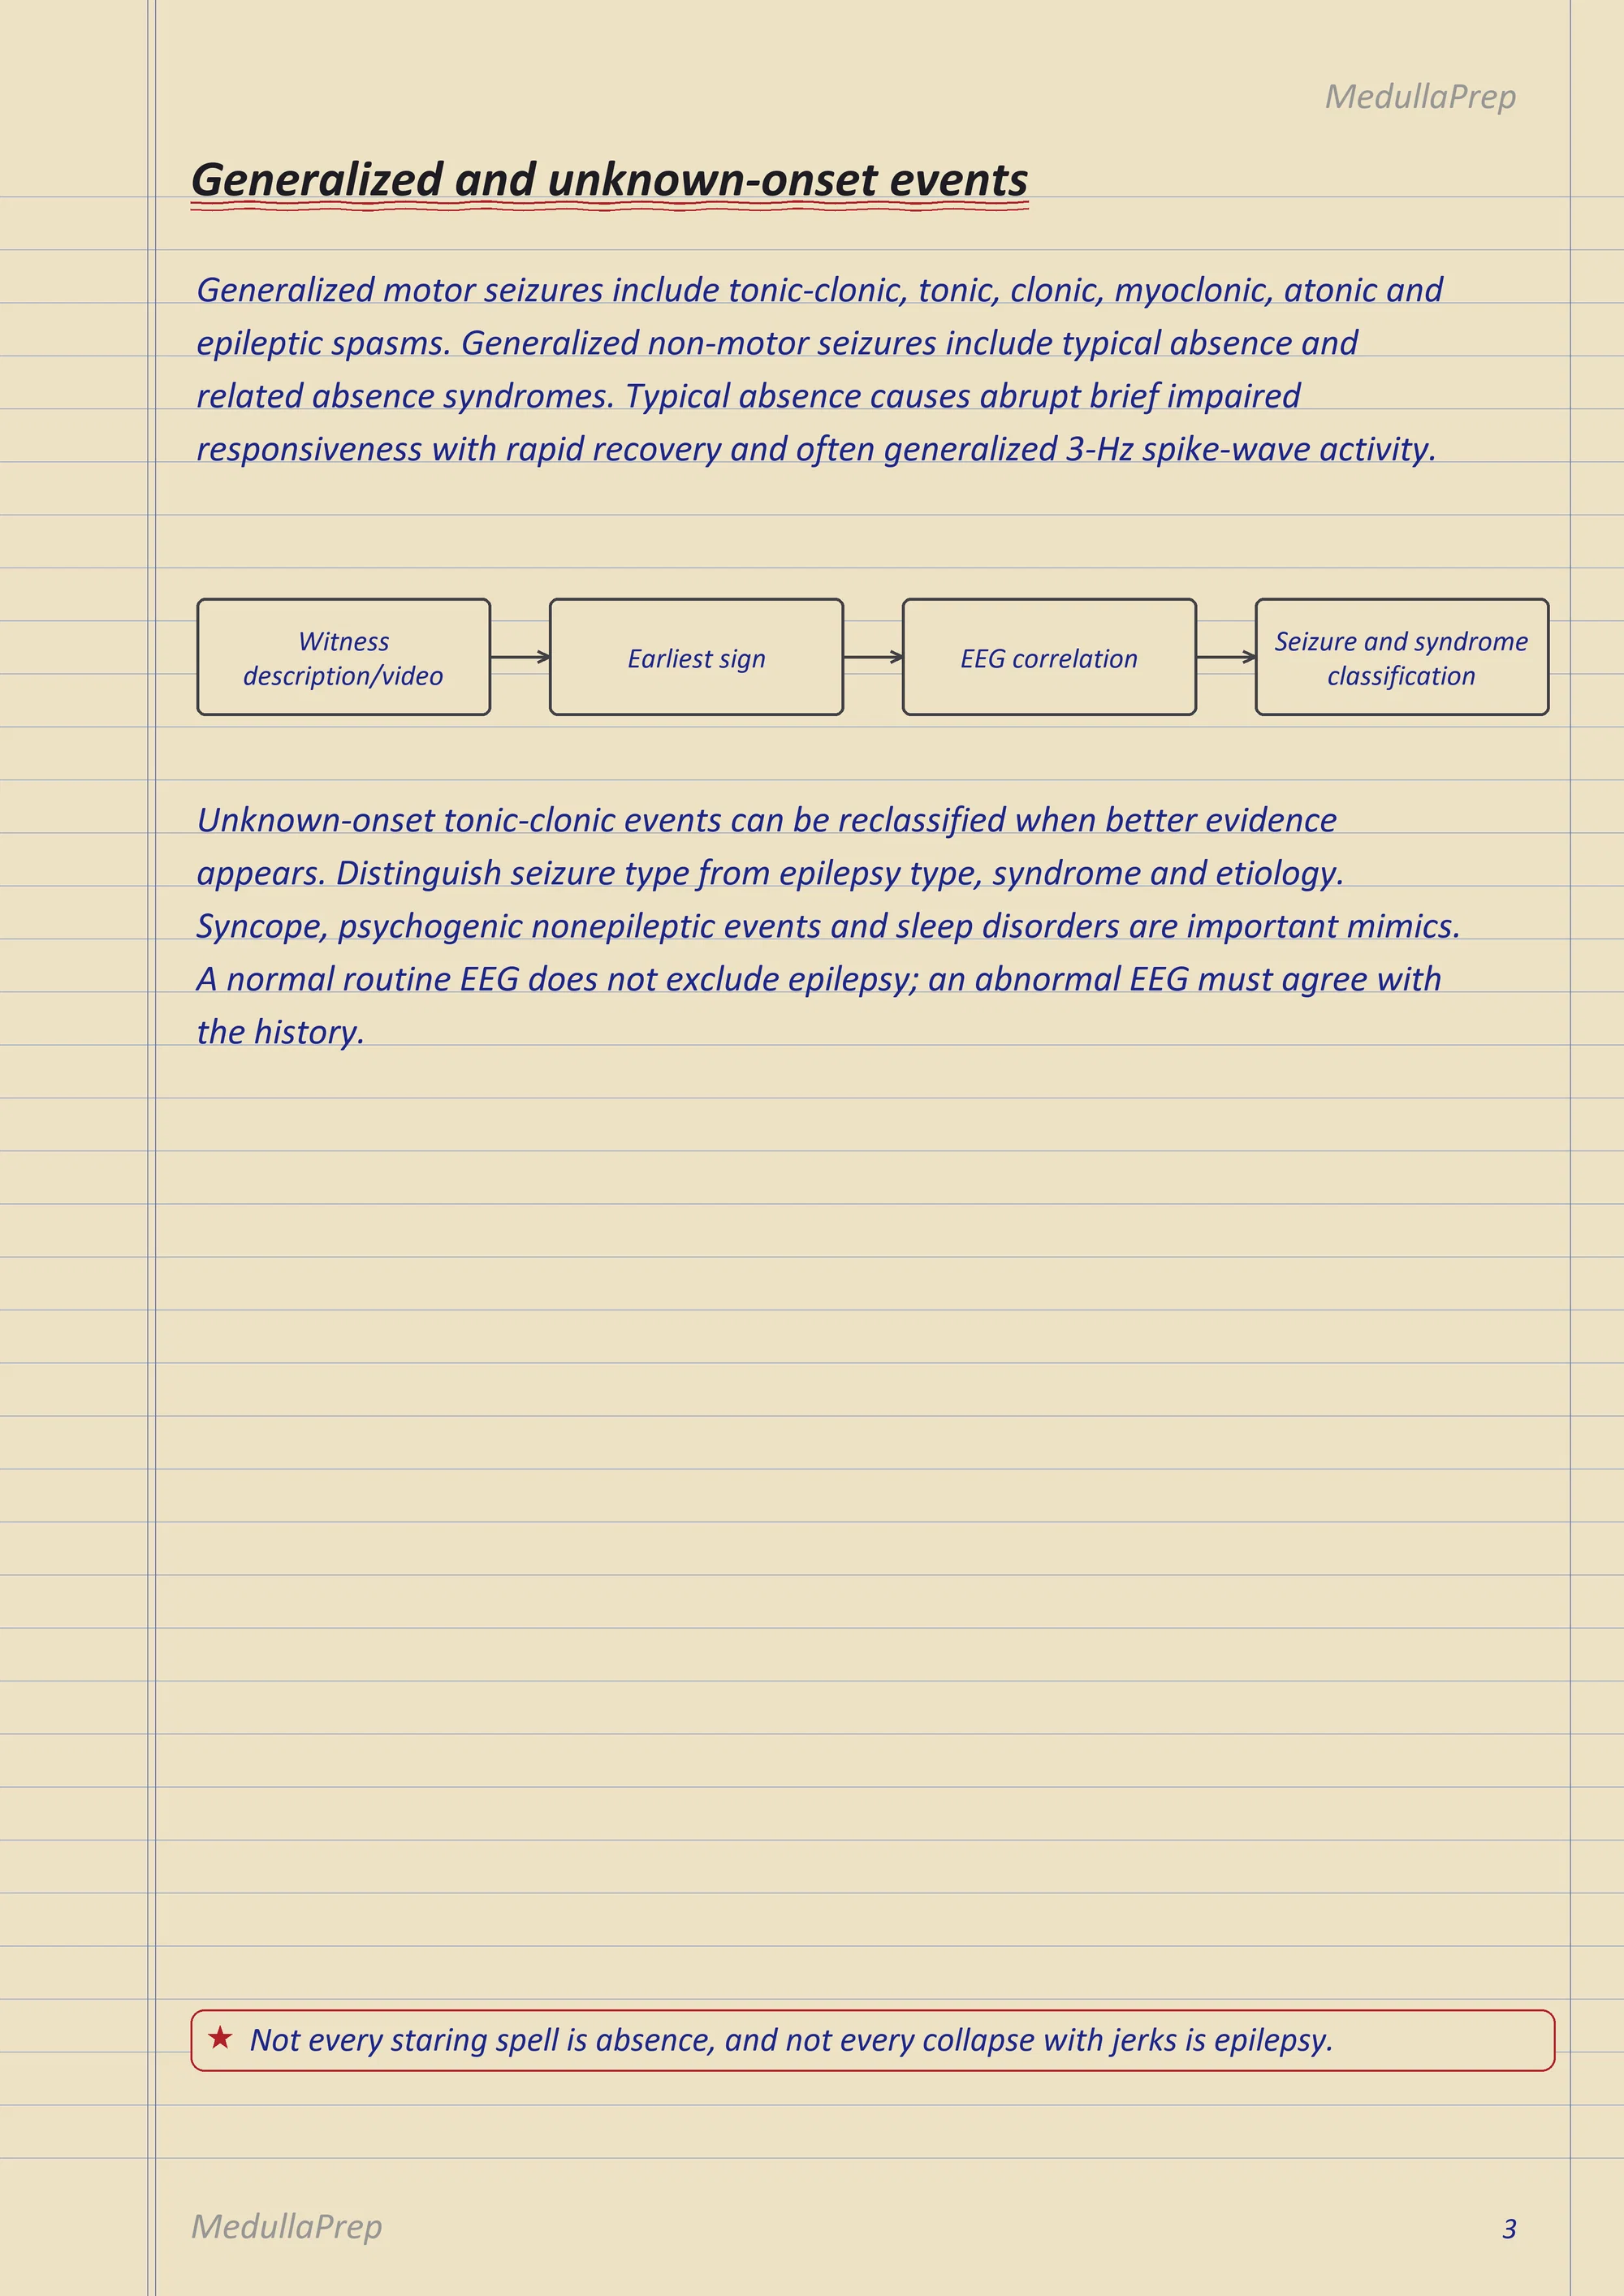 MedullaPrep
Generalized and unknown-onset events
Generalized motor seizures include tonic-clonic, tonic, clonic, myoclonic, atonic and
epileptic spasms. Generalized non-motor seizures include typical absence and
related absence syndromes. Typical absence causes abrupt brief impaired
responsiveness with rapid recovery and often generalized 3-Hz spike-wave activity.
Witness
description/video
Earliest sign
EEG correlation
Seizure and syndrome
classification
Unknown-onset tonic-clonic events can be reclassified when better evidence
appears. Distinguish seizure type from epilepsy type, syndrome and etiology.
Syncope, psychogenic nonepileptic events and sleep disorders are important mimics.
A normal routine EEG does not exclude epilepsy; an abnormal EEG must agree with
the history.
★ Not every staring spell is absence, and not every collapse with jerks is epilepsy.
MedullaPrep
3